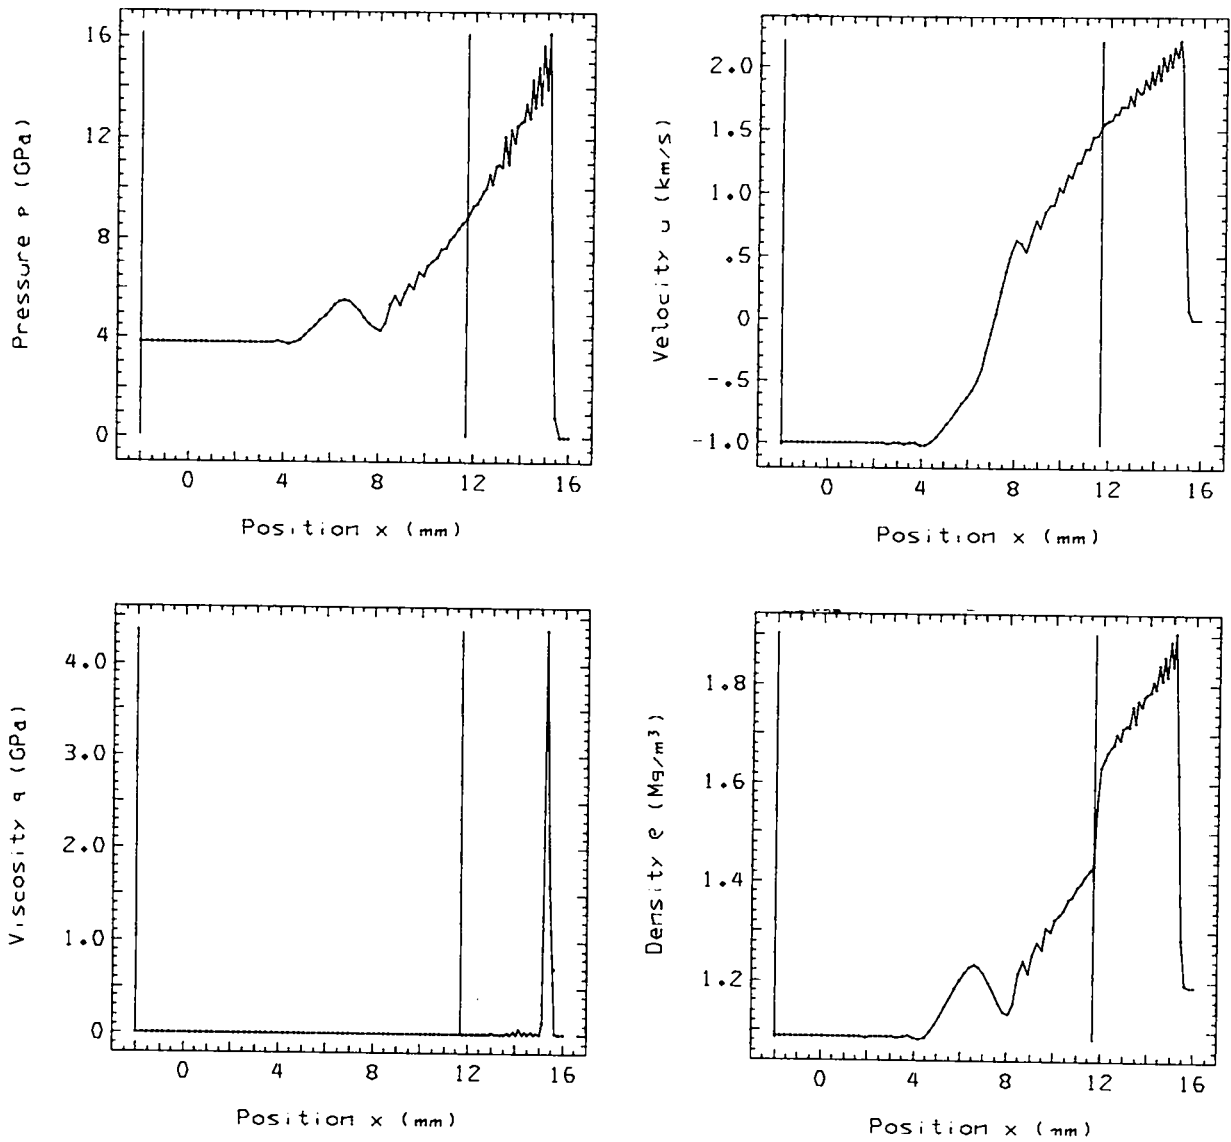 16
12
8
4
0
Pressure p (GPa)
0 4 8 12 16
Position x (mm)
2.0
1.5
1.0
.5
0
-.5
-1.0
Velocity u (km/s)
0 4 8 12 16
Position x (mm)
4.0
3.0
2.0
1.0
0
Viscosity q (GPa)
0 4 8 12 16
Position x (mm)
1.8
1.6
1.4
1.2
Density ρ (Mg/m³)
0 4 8 12 16
Position x (mm)